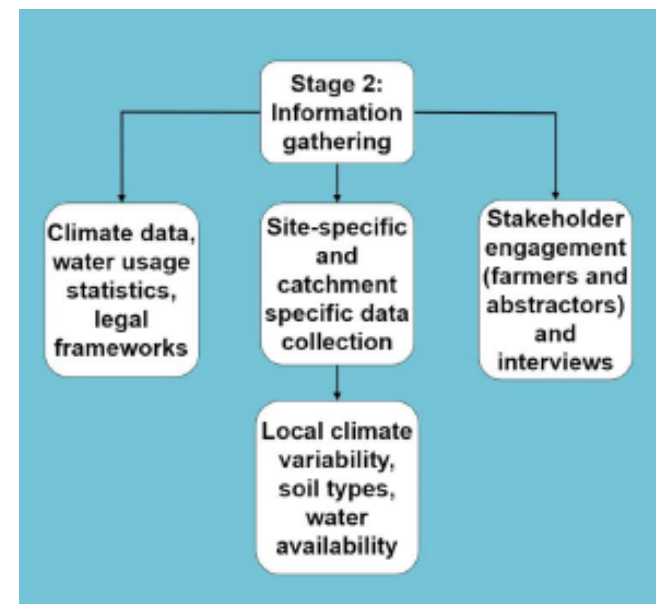 Stage 2:
Information
gathering
Climate data,
water usage
statistics,
legal
frameworks
Site-specific
and
catchment
specific data
collection
Stakeholder
engagement
(farmers and
abstractors)
and
interviews
Local climate
variability,
soil types,
water
availability